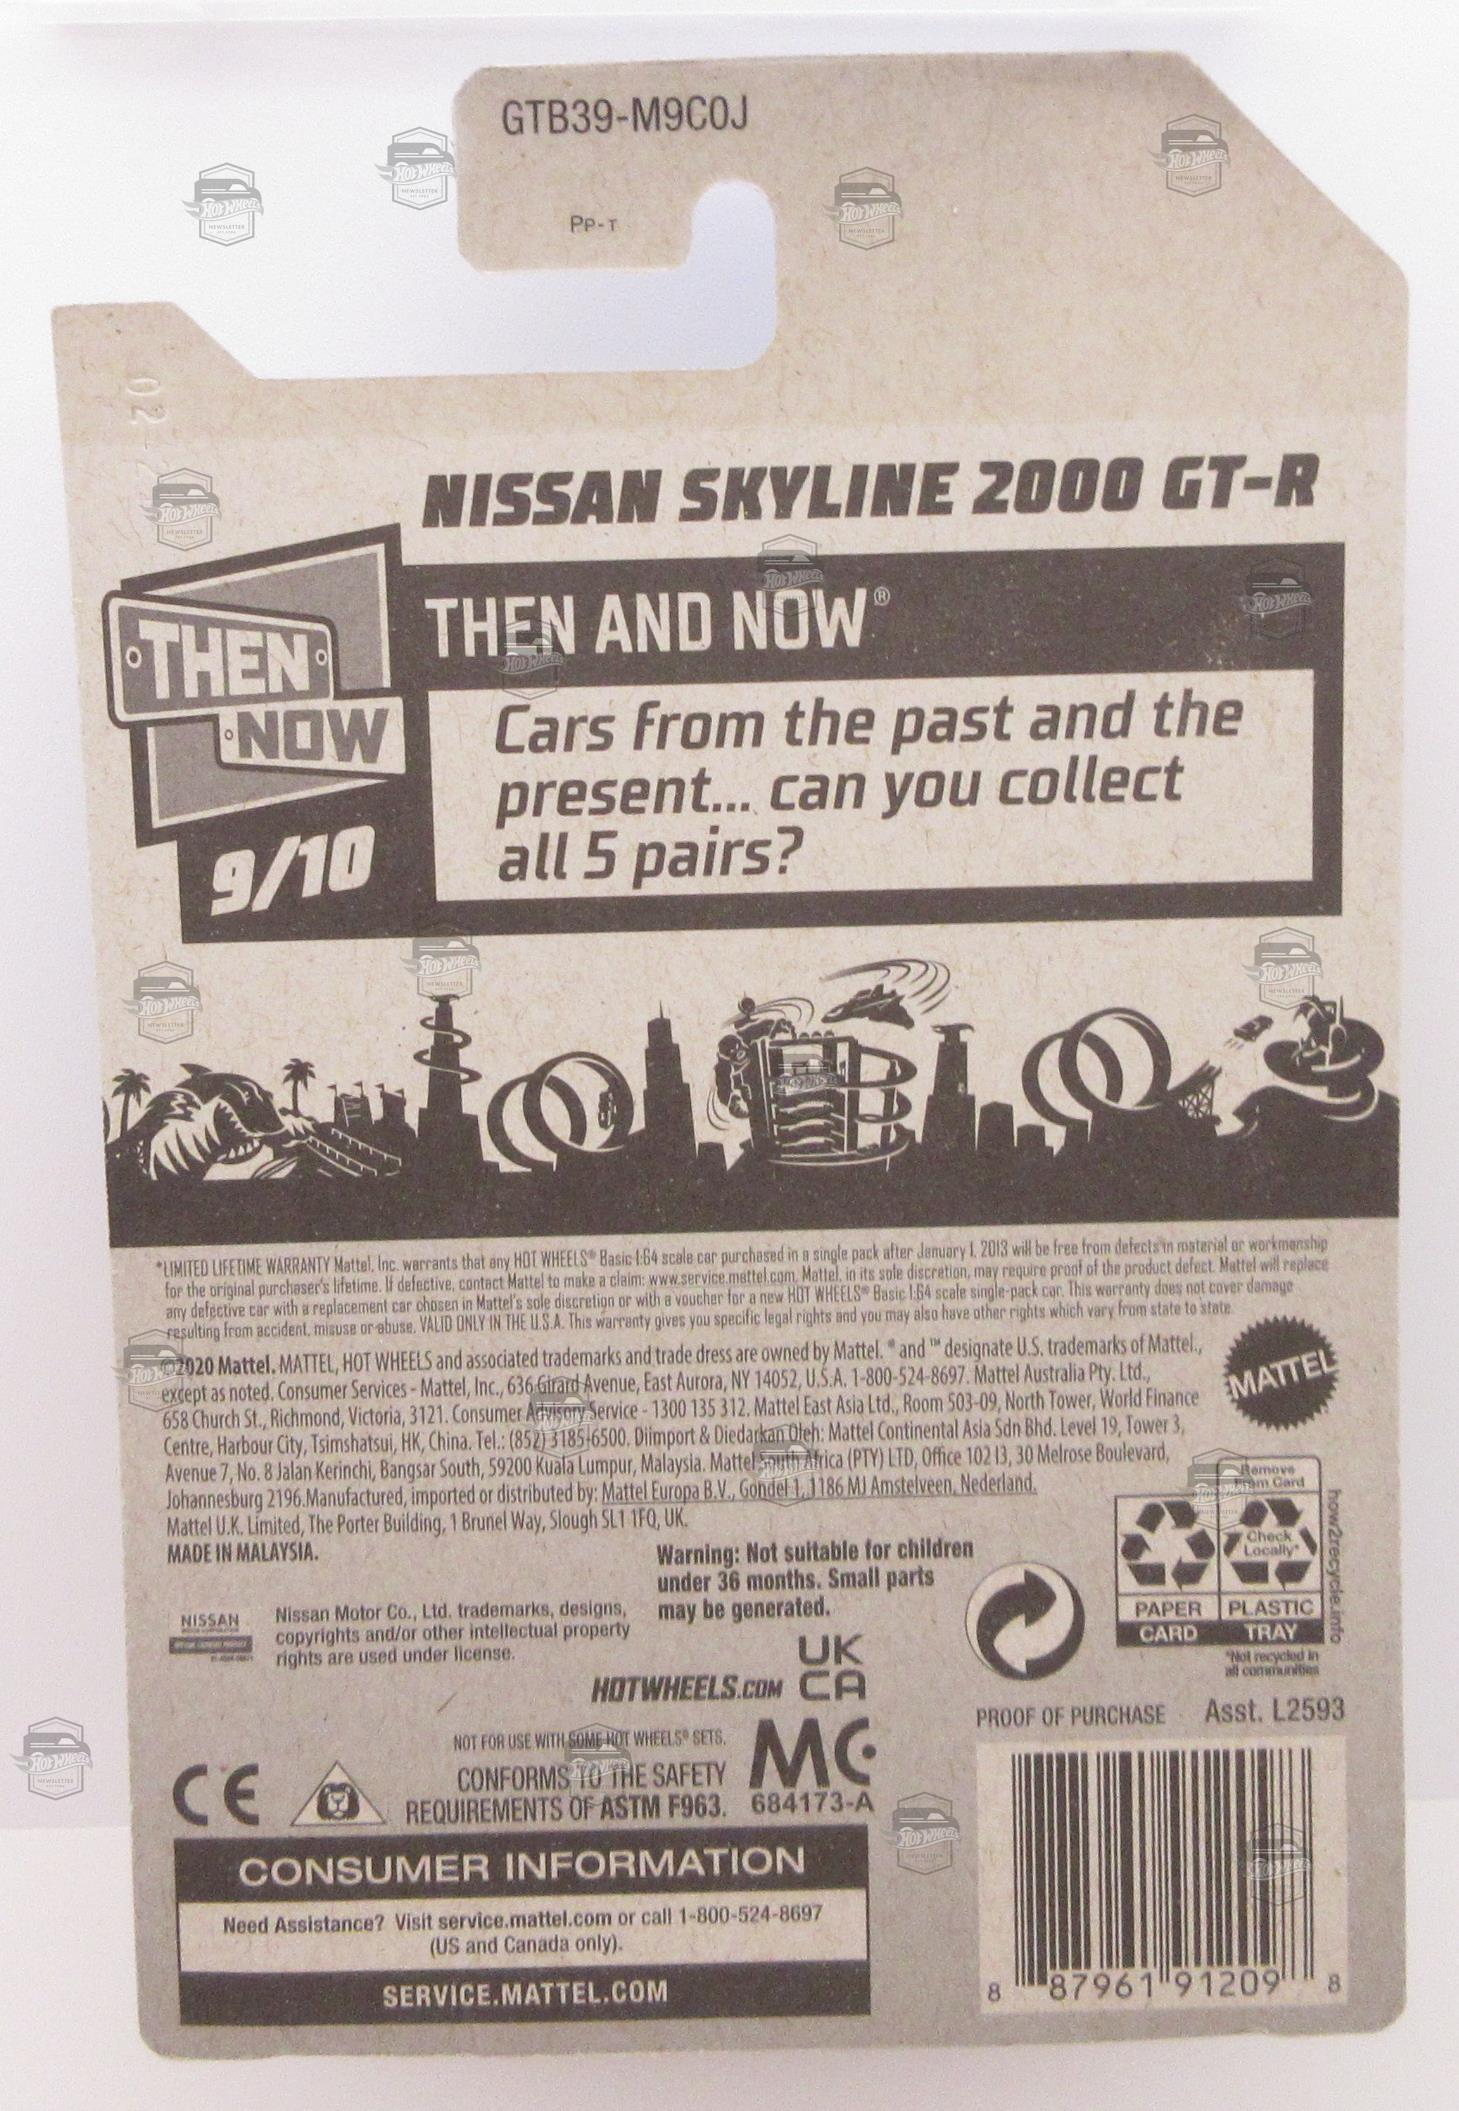 GTB39-M9C0J
Pp-T
02
NISSAN SKYLINE 2000 GT-R
THEN AND NOW®
THEN
NOW
9/10
Cars from the past and the
present... can you collect
all 5 pairs?
*LIMITED LIFETIME WARRANTY Mattel, Inc. warrants that any HOT WHEELS® Basic 1:64 scale car purchased in a single pack after January 1, 2013 will be free from defects in material or workmanship
for the original purchaser's lifetime. If defective, contact Mattel to make a claim: www.service.mattel.com. Mattel, in its sole discretion, may require proof of the product defect. Mattel will replace
any defective car with a replacement car chosen in Mattel's sole discretion or with a voucher for a new HOT WHEELS® Basic 1:64 scale single-pack car. This warranty does not cover damage
resulting from accident, misuse or abuse. VALID ONLY IN THE U.S.A. This warranty gives you specific legal rights and you may also have other rights which vary from state to state.
©2020 Mattel. MATTEL, HOT WHEELS and associated trademarks and trade dress are owned by Mattel. ® and ™ designate U.S. trademarks of Mattel.,
except as noted. Consumer Services - Mattel, Inc., 636 Girard Avenue, East Aurora, NY 14052, U.S.A. 1-800-524-8697. Mattel Australia Pty. Ltd.,
658 Church St., Richmond, Victoria, 3121. Consumer Advisory Service - 1300 135 312. Mattel East Asia Ltd., Room 503-09, North Tower, World Finance
Centre, Harbour City, Tsimshatsui, HK, China. Tel.: (852) 3185-6500. Diimport & Diedarkan Oleh: Mattel Continental Asia Sdn Bhd. Level 19, Tower 3,
Avenue 7, No. 8 Jalan Kerinchi, Bangsar South, 59200 Kuala Lumpur, Malaysia. Mattel South Africa (PTY) LTD, Office 102 I3, 30 Melrose Boulevard,
Johannesburg 2196.Manufactured, imported or distributed by: Mattel Europa B.V., Gondel 1, 1186 MJ Amstelveen, Nederland.
Mattel U.K. Limited, The Porter Building, 1 Brunel Way, Slough SL1 1FQ, UK.
MADE IN MALAYSIA.
MATTEL
Warning: Not suitable for children
under 36 months. Small parts
may be generated.
NISSAN
Nissan Motor Co., Ltd. trademarks, designs,
copyrights and/or other intellectual property
rights are used under license.
Remove
From Card
Check
Locally*
PAPER
PLASTIC
CARD
TRAY
*Not recycled in
all communities
how2recycle.info
HOTWHEELS.COM
UK
CA
NOT FOR USE WITH SOME HOT WHEELS® SETS.
CE
CONFORMS TO THE SAFETY
REQUIREMENTS OF ASTM F963.
MC
684173-A
PROOF OF PURCHASE
Asst. L2593
CONSUMER INFORMATION
Need Assistance? Visit service.mattel.com or call 1-800-524-8697
(US and Canada only).
SERVICE.MATTEL.COM
8 87961 91209 8